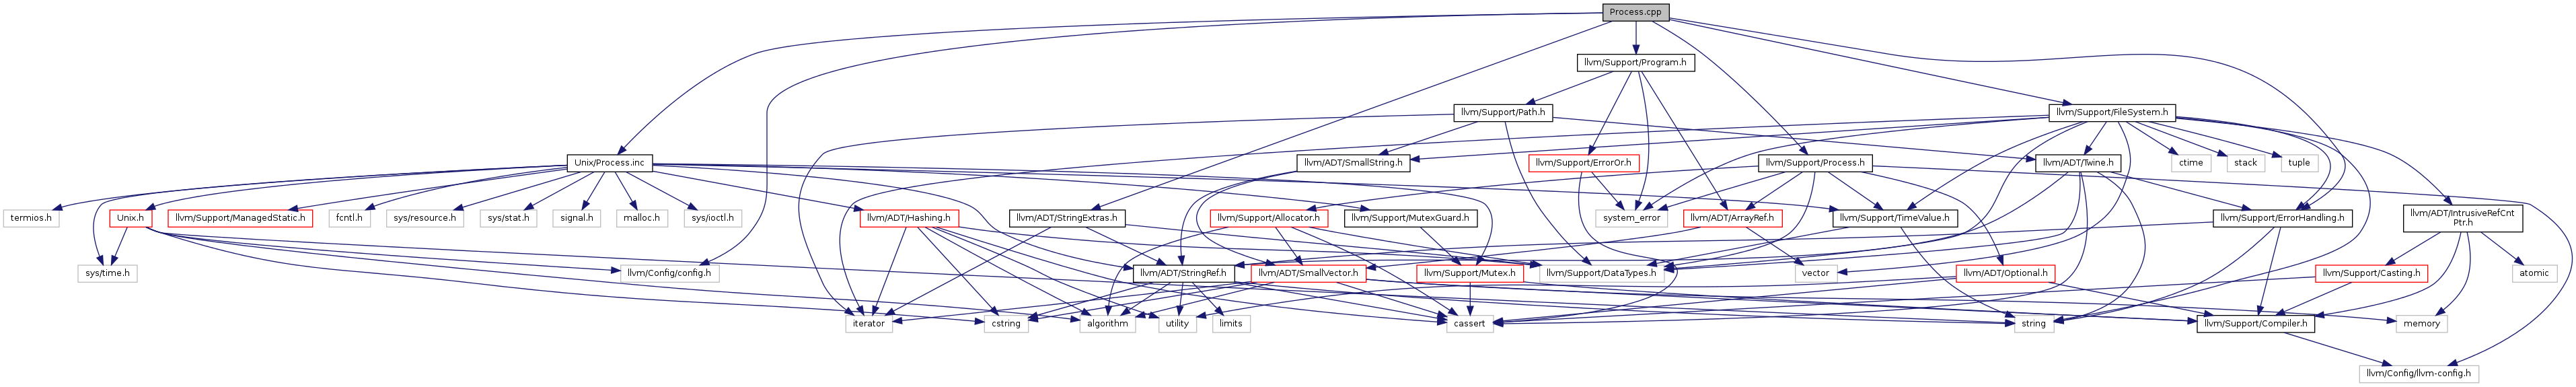 Process.cpp
llvm/Support/Program.h
llvm/Support/Path.h
llvm/Support/FileSystem.h
Unix/Process.inc
llvm/ADT/SmallString.h
llvm/Support/ErrorOr.h
llvm/Support/Process.h
llvm/ADT/Twine.h
ctime
stack
tuple
termios.h
Unix.h
llvm/Support/ManagedStatic.h
fcntl.h
sys/resource.h
sys/stat.h
signal.h
malloc.h
sys/ioctl.h
llvm/ADT/Hashing.h
llvm/ADT/StringExtras.h
llvm/Support/Allocator.h
llvm/Support/MutexGuard.h
system_error
llvm/ADT/ArrayRef.h
llvm/Support/TimeValue.h
llvm/Support/ErrorHandling.h
llvm/ADT/IntrusiveRefCnt
Ptr.h
sys/time.h
llvm/Config/config.h
llvm/ADT/StringRef.h
llvm/ADT/SmallVector.h
llvm/Support/Mutex.h
llvm/Support/DataTypes.h
vector
llvm/ADT/Optional.h
llvm/Support/Casting.h
atomic
iterator
cstring
algorithm
utility
limits
cassert
string
llvm/Support/Compiler.h
memory
llvm/Config/llvm-config.h